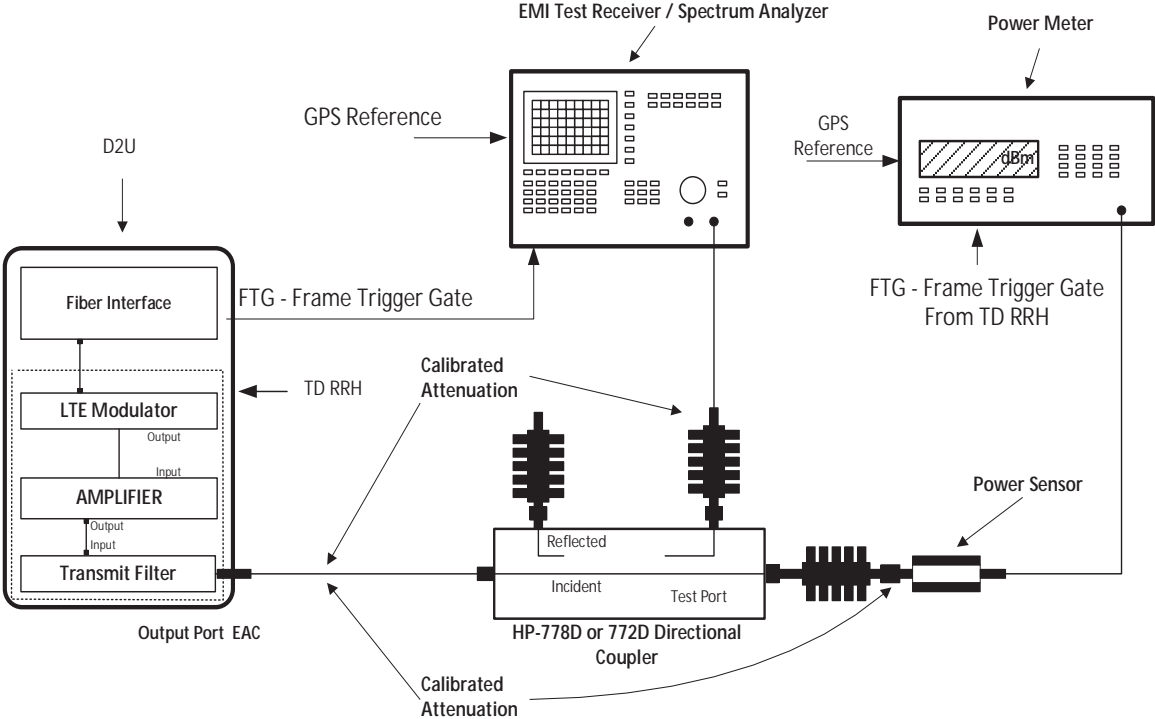 EMI Test Receiver / Spectrum Analyzer
Power Meter
GPS Reference
GPS
Reference
dBm
D2U
Fiber Interface
FTG - Frame Trigger Gate
FTG - Frame Trigger Gate
From TD RRH
Calibrated
Attenuation
TD RRH
LTE Modulator
Output
Input
AMPLIFIER
Output
Input
Transmit Filter
Power Sensor
Reflected
Incident
Test Port
Output Port EAC
HP-778D or 772D Directional
Coupler
Calibrated
Attenuation